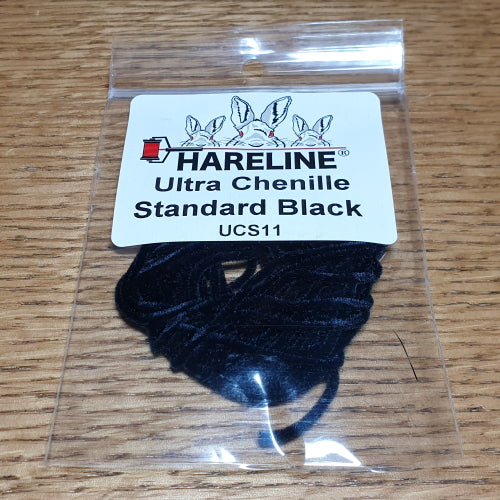 HARELINE®
Ultra Chenille
Standard Black
UCS11